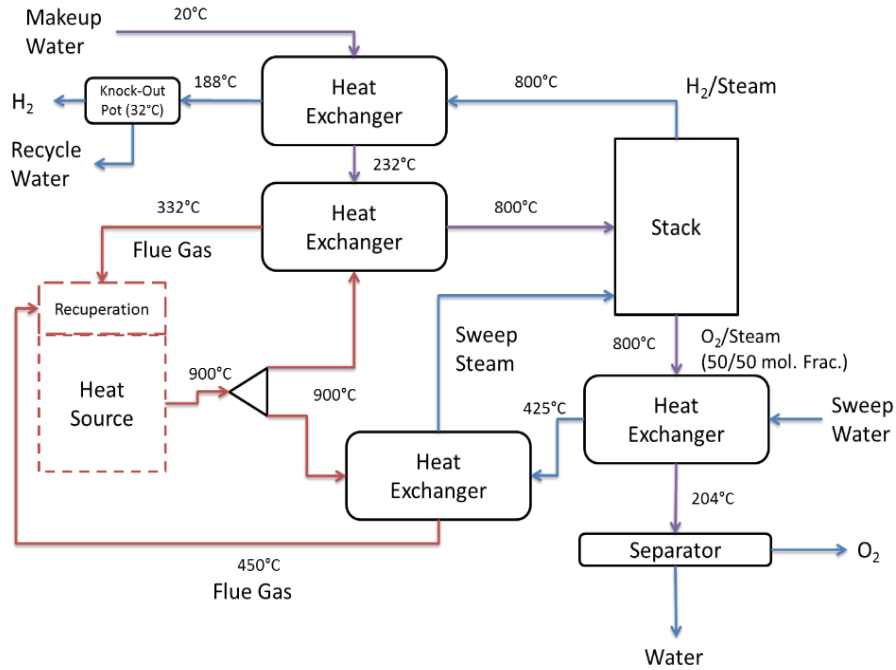 Makeup
Water
20°C
Heat
Exchanger
800°C
H₂/Steam
188°C
Knock-Out
Pot (32°C)
H₂
Recycle
Water
232°C
Heat
Exchanger
332°C
Flue Gas
800°C
Stack
Recuperation
Heat
Source
900°C
900°C
Sweep
Steam
800°C
O₂/Steam
(50/50 mol. Frac.)
425°C
Heat
Exchanger
Sweep
Water
Heat
Exchanger
204°C
450°C
Flue Gas
Separator
O₂
Water